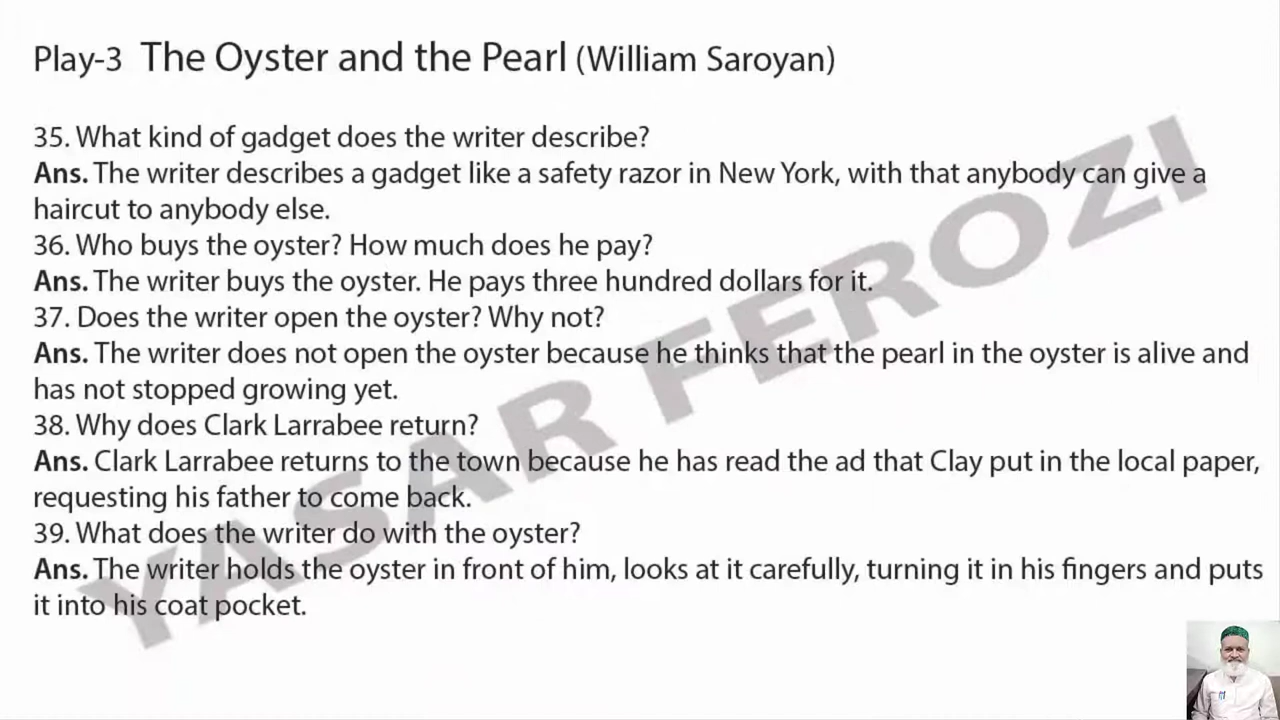 Play-3 The Oyster and the Pearl (William Saroyan)
35. What kind of gadget does the writer describe?
Ans. The writer describes a gadget like a safety razor in New York, with that anybody can give a
haircut to anybody else.
36. Who buys the oyster? How much does he pay?
Ans. The writer buys the oyster. He pays three hundred dollars for it.
37. Does the writer open the oyster? Why not?
Ans. The writer does not open the oyster because he thinks that the pearl in the oyster is alive and
has not stopped growing yet.
38. Why does Clark Larrabee return?
Ans. Clark Larrabee returns to the town because he has read the ad that Clay put in the local paper,
requesting his father to come back.
39. What does the writer do with the oyster?
Ans. The writer holds the oyster in front of him, looks at it carefully, turning it in his fingers and puts
it into his coat pocket.
YASAR FEROZI